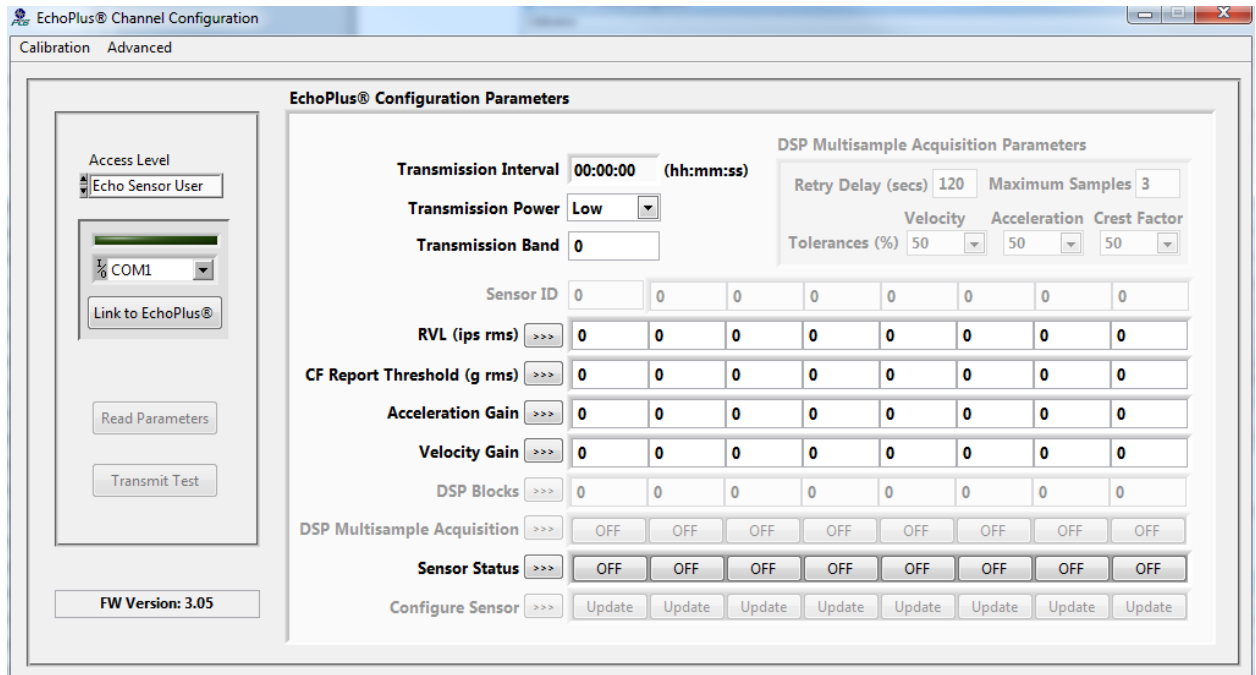 EchoPlus® Channel Configuration
Calibration Advanced
EchoPlus® Configuration Parameters
Access Level
Echo Sensor User
COM1
Link to EchoPlus®
Read Parameters
Transmit Test
FW Version: 3.05
Transmission Interval 00:00:00 (hh:mm:ss)
Transmission Power Low
Transmission Band 0
DSP Multisample Acquisition Parameters
Retry Delay (secs) 120 Maximum Samples 3
Velocity Acceleration Crest Factor
Tolerances (%) 50 50 50
Sensor ID 0 0 0 0 0 0 0 0
RVL (ips rms) >>> 0 0 0 0 0 0 0 0
CF Report Threshold (g rms) >>> 0 0 0 0 0 0 0 0
Acceleration Gain >>> 0 0 0 0 0 0 0 0
Velocity Gain >>> 0 0 0 0 0 0 0 0
DSP Blocks >>> 0 0 0 0 0 0 0 0
DSP Multisample Acquisition >>> OFF OFF OFF OFF OFF OFF OFF OFF
Sensor Status >>> OFF OFF OFF OFF OFF OFF OFF OFF
Configure Sensor >>> Update Update Update Update Update Update Update Update